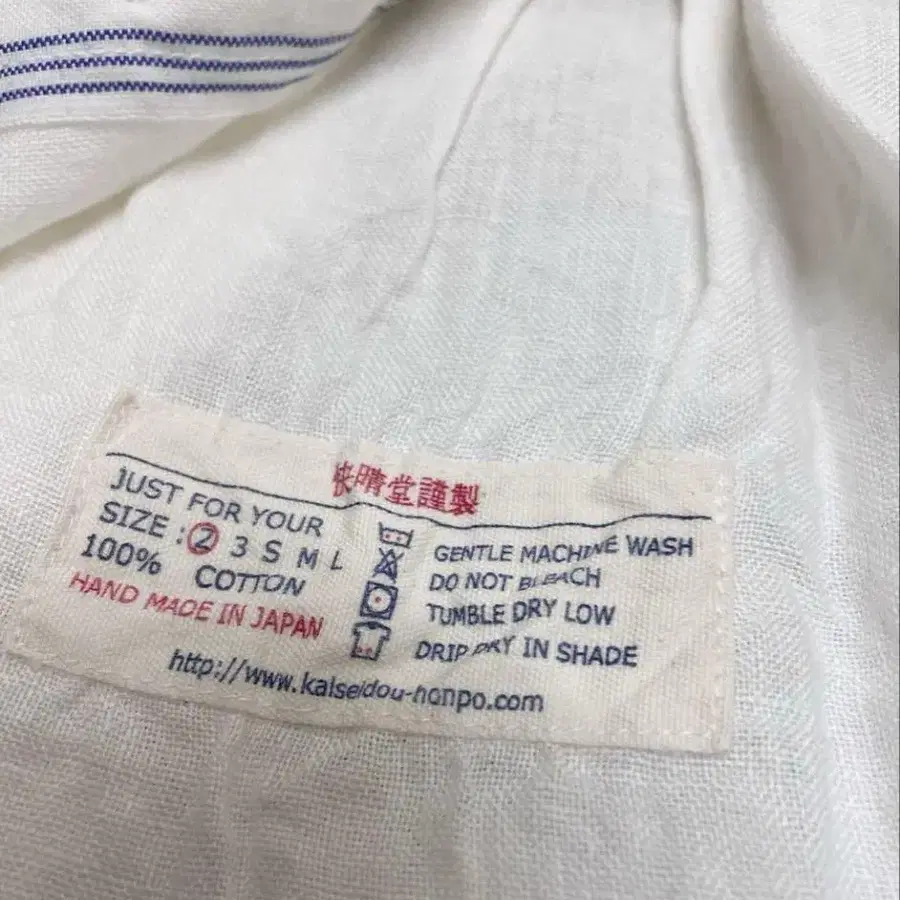 快晴堂謹製
JUST FOR YOUR
SIZE : 2 3 S M L
100% COTTON
HAND MADE IN JAPAN
GENTLE MACHINE WASH
DO NOT BLEACH
TUMBLE DRY LOW
DRIP DRY IN SHADE
http://www.kaiseidou-honpo.com